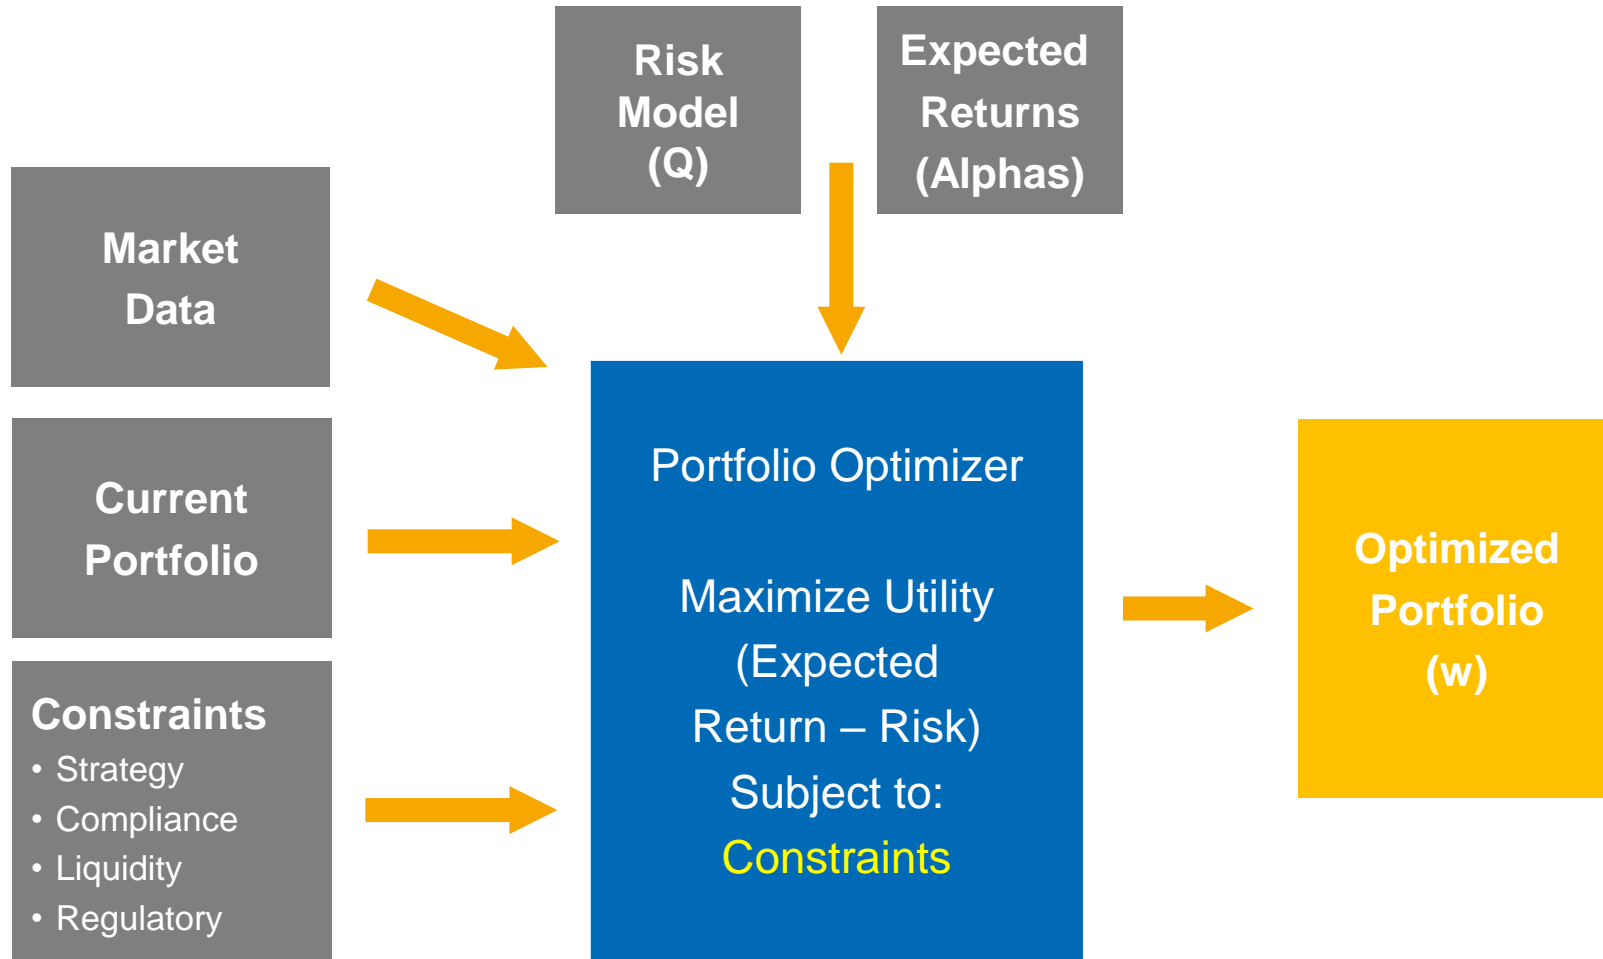 Risk
Model
(Q)
Expected
Returns
(Alphas)
Market
Data
Current
Portfolio
Constraints
• Strategy
• Compliance
• Liquidity
• Regulatory
Portfolio Optimizer
Maximize Utility
(Expected
Return – Risk)
Subject to:
Constraints
Optimized
Portfolio
(w)